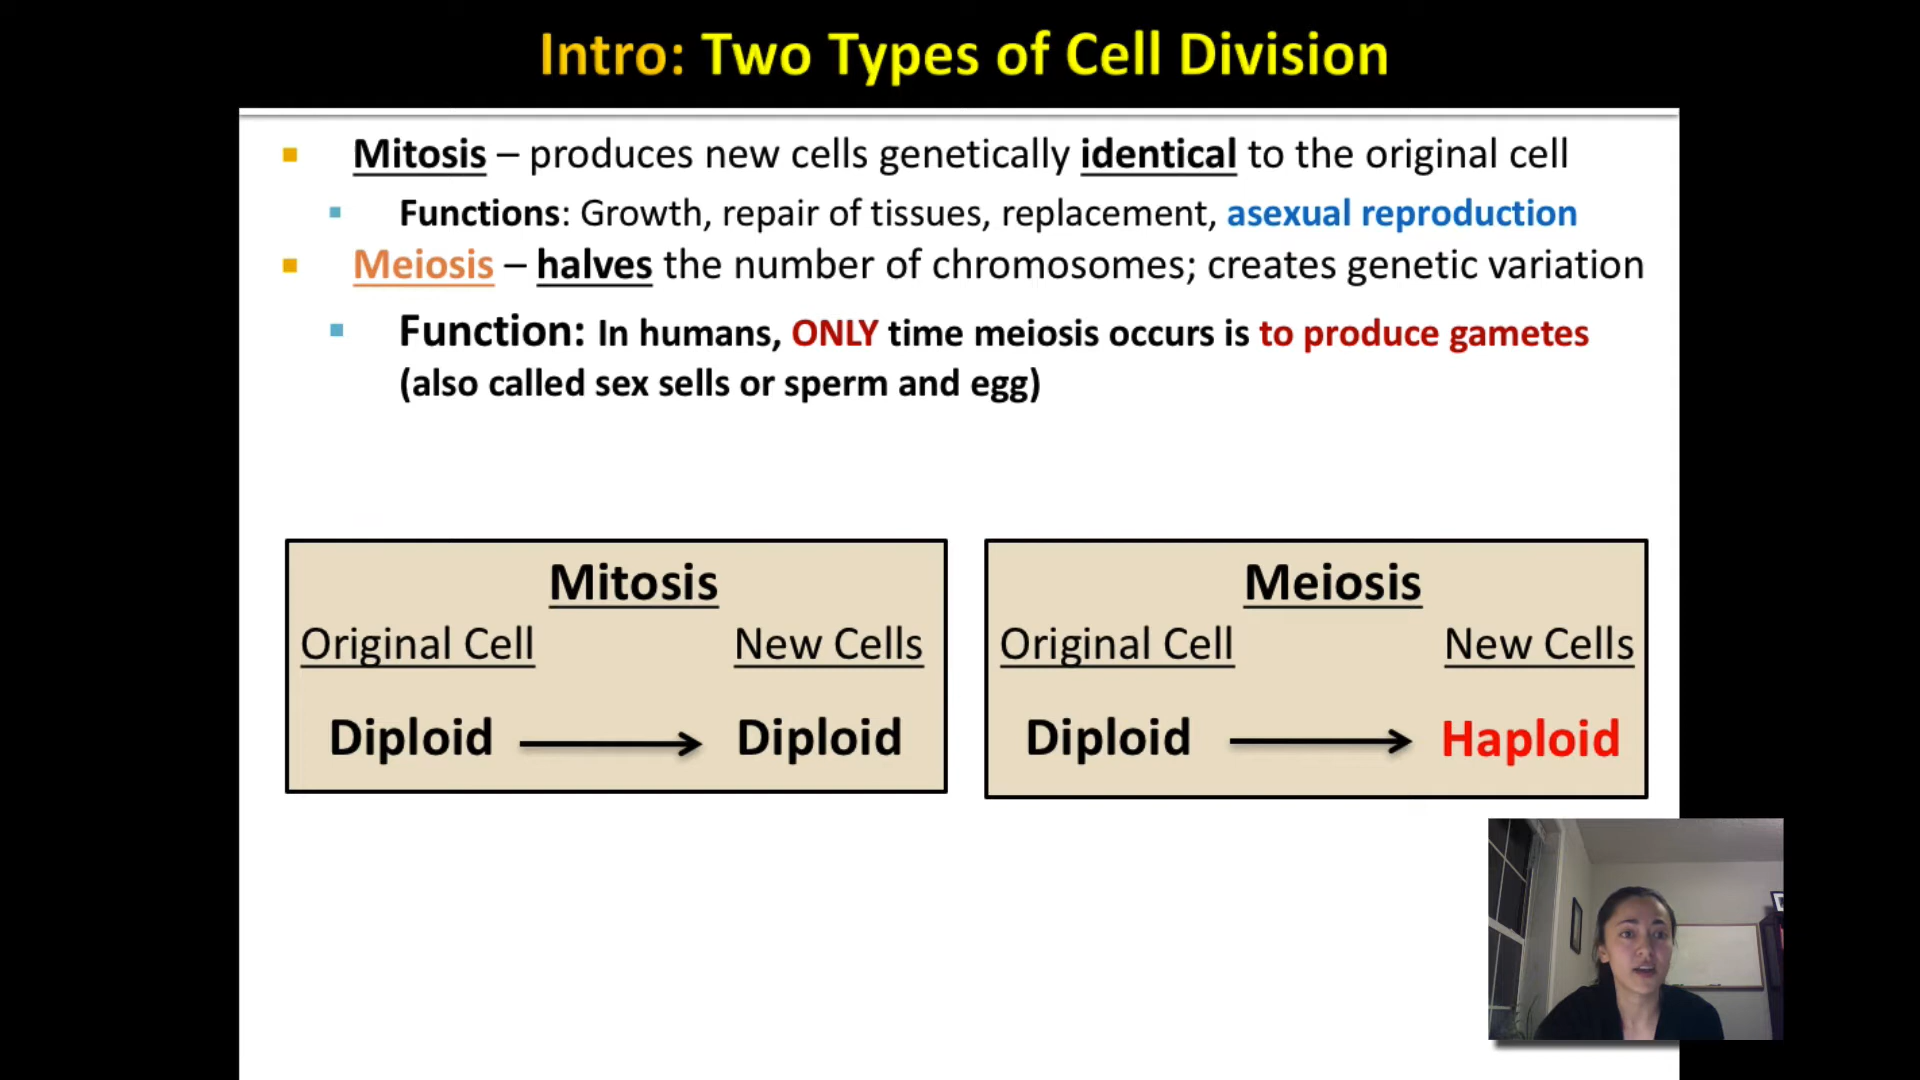 Intro: Two Types of Cell Division
Mitosis – produces new cells genetically identical to the original cell
Functions: Growth, repair of tissues, replacement, asexual reproduction
Meiosis – halves the number of chromosomes; creates genetic variation
Function: In humans, ONLY time meiosis occurs is to produce gametes
(also called sex sells or sperm and egg)
Mitosis
Original Cell New Cells
Diploid Diploid
Meiosis
Original Cell New Cells
Diploid Haploid